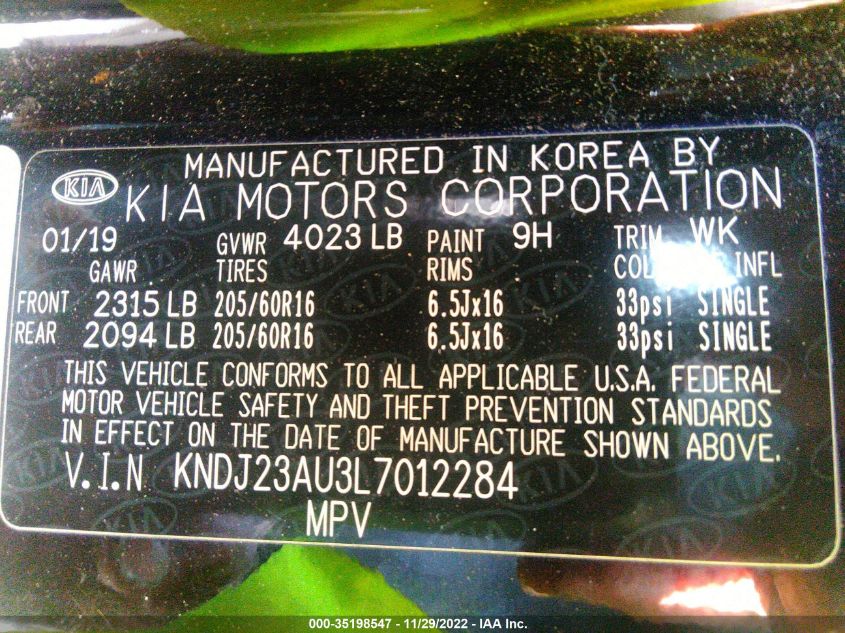 MANUFACTURED IN KOREA BY
KIA KIA MOTORS CORPORATION
01/19 GVWR 4023 LB PAINT 9H TRIM WK
GAWR TIRES RIMS INFL
FRONT 2315 LB 205/60R16 6.5Jx16 33psi SINGLE
REAR 2094 LB 205/60R16 6.5Jx16 33psi SINGLE
THIS VEHICLE CONFORMS TO ALL APPLICABLE U.S.A. FEDERAL
MOTOR VEHICLE SAFETY AND THEFT PREVENTION STANDARDS
IN EFFECT ON THE DATE OF MANUFACTURE SHOWN ABOVE.
V.I.N KNDJ23AU3L7012284
MPV
000-35198547 - 11/29/2022 - IAA Inc.